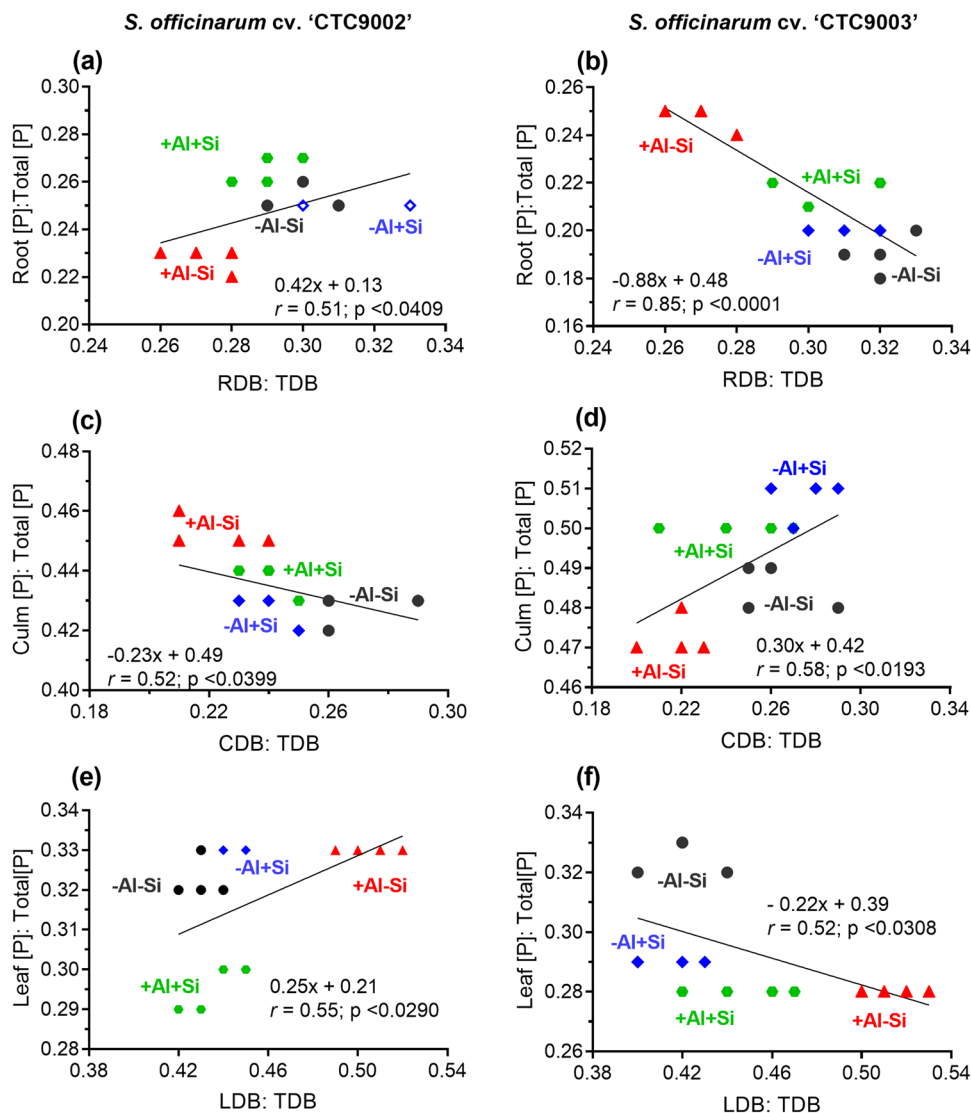 S. officinarum cv. ‘CTC9002’
S. officinarum cv. ‘CTC9003’
(a)
0.30
0.28
0.26
0.24
0.22
0.20
Root [P]:Total [P]
+Al+Si
-Al-Si
-Al+Si
+Al-Si
0.42x + 0.13
r = 0.51; p <0.0409
0.24 0.26 0.28 0.30 0.32 0.34
RDB: TDB
(b)
0.26
0.24
0.22
0.20
0.18
0.16
Root [P]:Total [P]
+Al-Si
+Al+Si
-Al+Si
-Al-Si
-0.88x + 0.48
r = 0.85; p <0.0001
0.24 0.26 0.28 0.30 0.32 0.34
RDB: TDB
(c)
0.48
0.46
0.44
0.42
0.40
Culm [P]: Total [P]
+Al-Si
+Al+Si
-Al-Si
-Al+Si
-0.23x + 0.49
r = 0.52; p <0.0399
0.18 0.22 0.26 0.30
CDB: TDB
(d)
0.52
0.51
0.50
0.49
0.48
0.47
0.46
Culm [P]: Total [P]
-Al+Si
+Al+Si
-Al-Si
+Al-Si
0.30x + 0.42
r = 0.58; p <0.0193
0.18 0.22 0.26 0.30 0.34
CDB: TDB
(e)
0.34
0.33
0.32
0.31
0.30
0.29
0.28
Leaf [P]: Total[P]
-Al+Si
-Al-Si
+Al-Si
+Al+Si
0.25x + 0.21
r = 0.55; p <0.0290
0.38 0.42 0.46 0.50 0.54
LDB: TDB
(f)
0.34
0.32
0.30
0.28
0.26
Leaf [P]: Total[P]
-Al-Si
- 0.22x + 0.39
r = 0.52; p <0.0308
-Al+Si
+Al+Si
+Al-Si
0.38 0.42 0.46 0.50 0.54
LDB: TDB